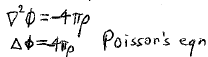 ∇²ϕ = -4πρ
Δϕ = 4πρ Poisson's eqn